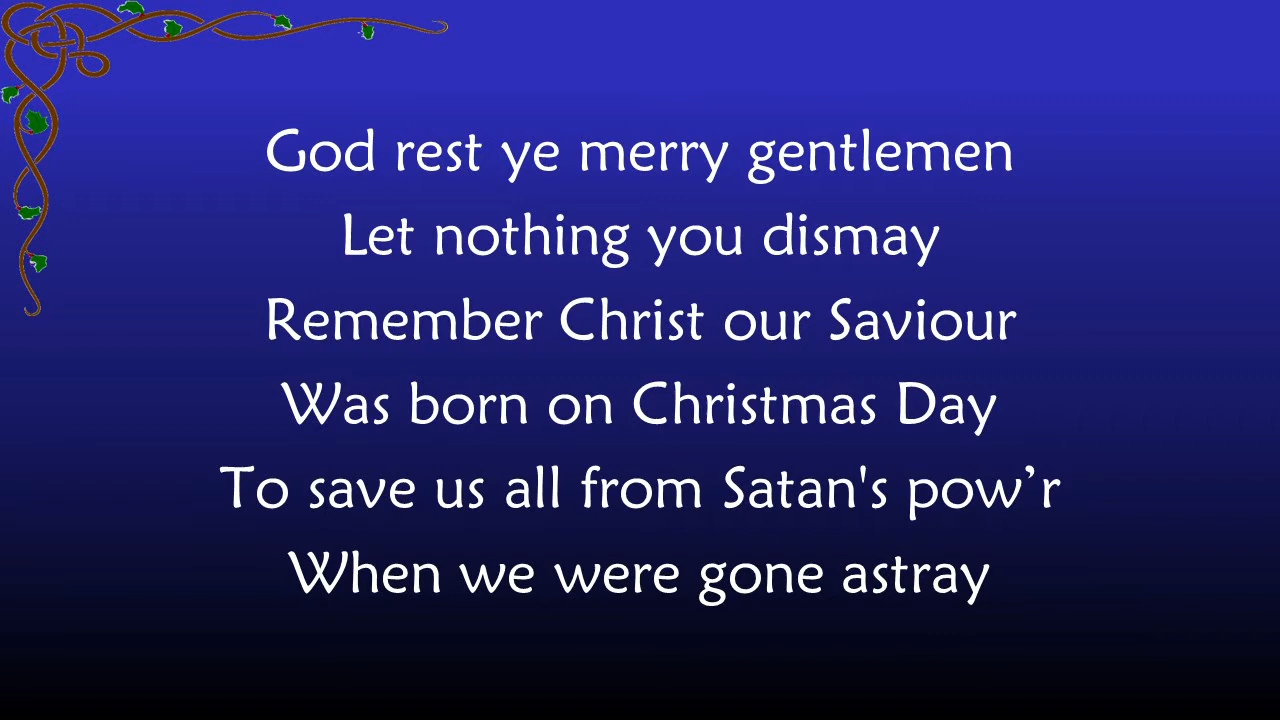 God rest ye merry gentlemen
Let nothing you dismay
Remember Christ our Saviour
Was born on Christmas Day
To save us all from Satan's pow’r
When we were gone astray